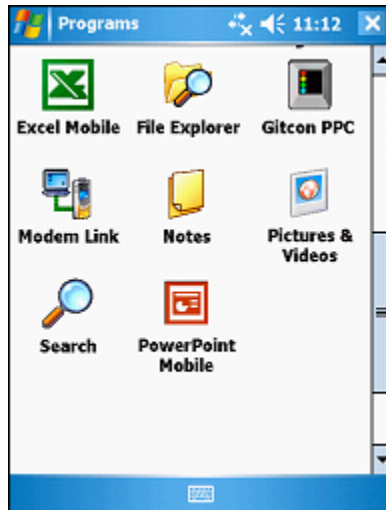 Programs 11:12
Excel Mobile File Explorer Gitcon PPC
Modem Link Notes Pictures &
Videos
Search PowerPoint
Mobile